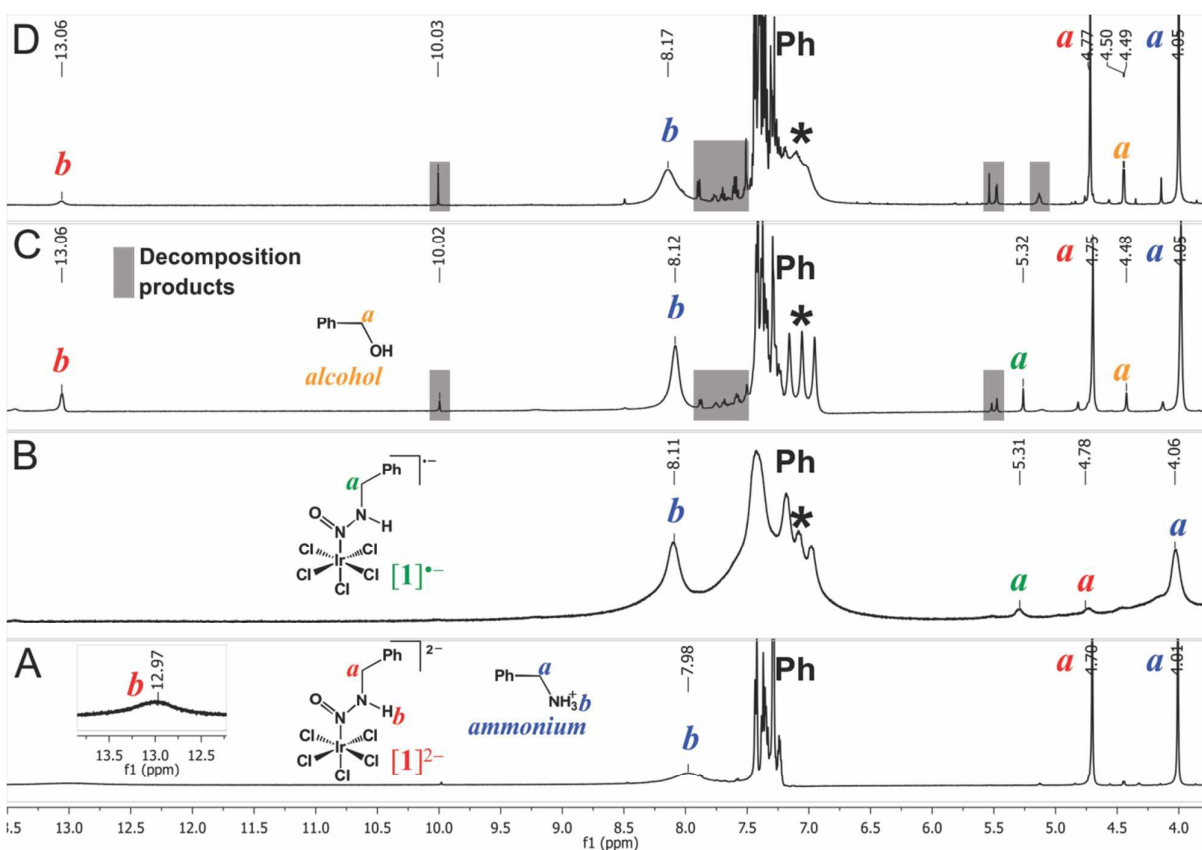 D
13.06
10.03
8.17
Ph
a
4.77
4.50
4.49
a
4.05
b
b
*
a
C
13.06
Decomposition
products
10.02
8.12
Ph
5.32
a
4.75
4.48
a
4.05
b
Ph
a
OH
alcohol
b
*
a
a
B
8.11
Ph
5.31
4.78
4.06
Ph
•−
a
O
N
N
H
Cl
Cl
Ir
Cl
Cl
Cl
[1]•−
b
*
a
a
a
A
b
12.97
13.5
13.0
12.5
f1 (ppm)
Ph
2−
a
O
N
N
Hb
Cl
Cl
Ir
Cl
Cl
Cl
[1]2−
Ph
a
NH3+
b
ammonium
7.98
b
Ph
a
4.70
a
4.01
3.5 13.0 12.5 12.0 11.5 11.0 10.5 10.0 9.5 9.0 8.5 8.0 7.5 7.0 6.5 6.0 5.5 5.0 4.5 4.0
f1 (ppm)
f1 (ppm)